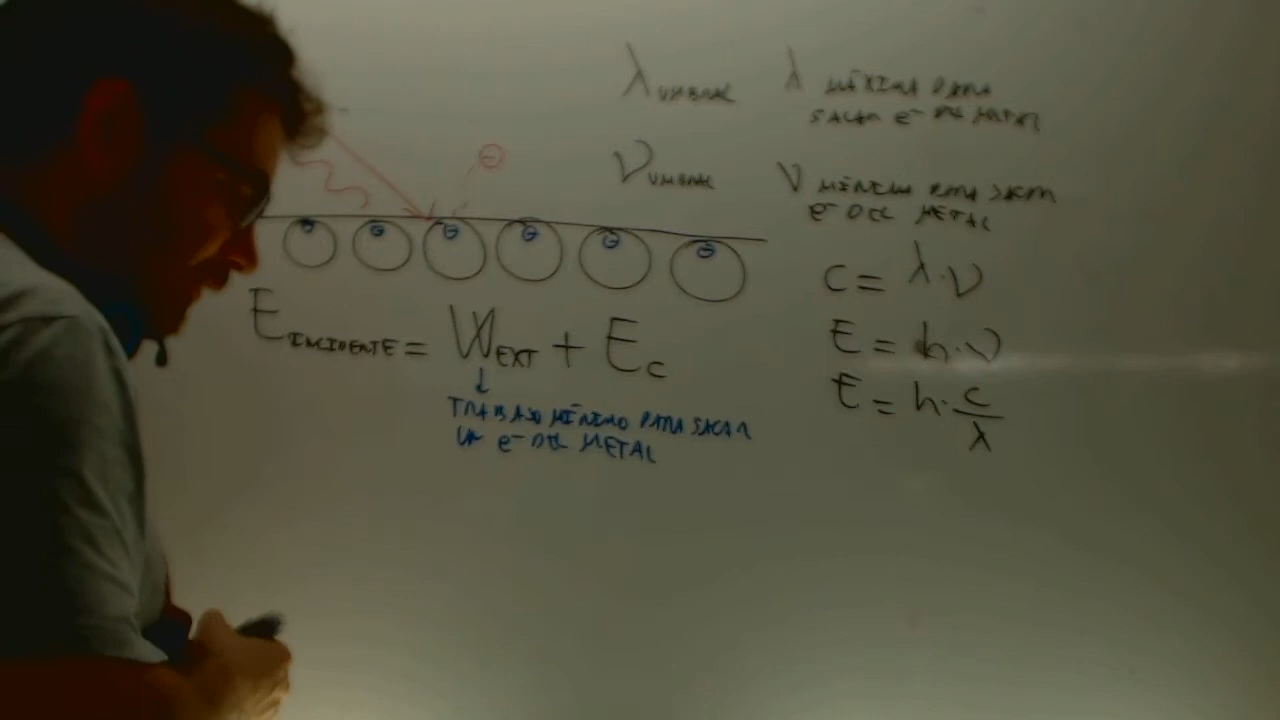 λ UMBRAL λ MÁXIMA PARA
SACAR e- DEL METAL
ν UMBRAL ν MÍNIMA PARA SACAR
e- DEL METAL
C = λ·ν
E = h·ν
E = h·c/λ
E INCIDENTE = W EXT + E C
TRABAJO MÍNIMO PARA SACAR
UN e- DEL METAL